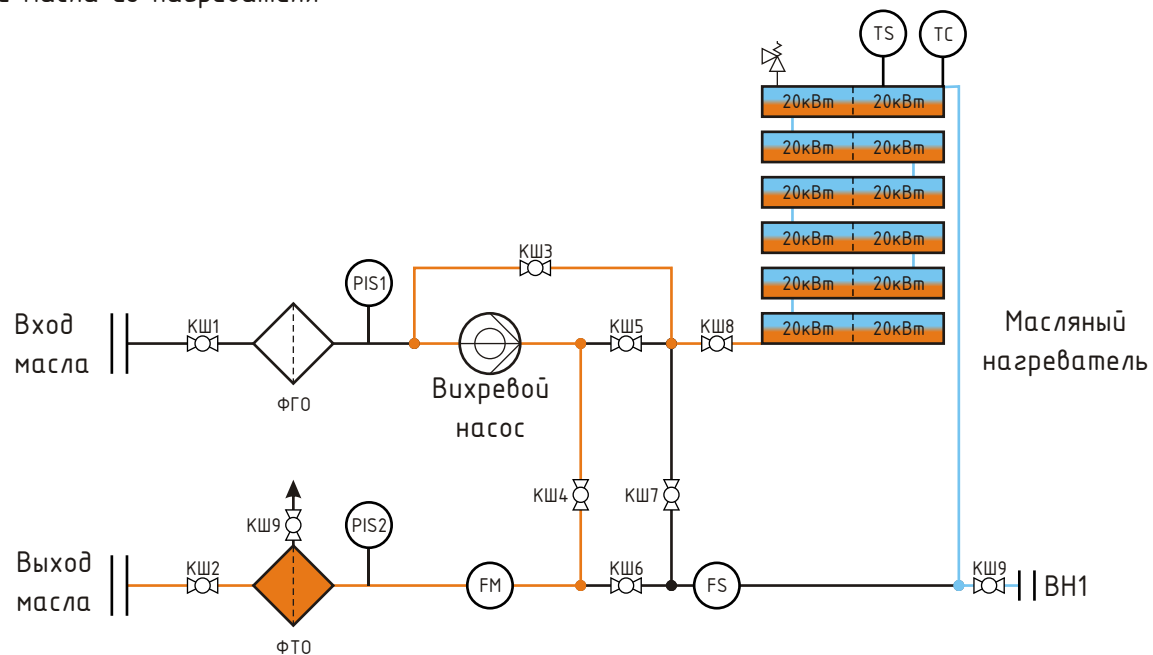 TS
TC
20кВт 20кВт
20кВт 20кВт
20кВт 20кВт
20кВт 20кВт
20кВт 20кВт
20кВт 20кВт
КШ3
PIS1
Вход
масла
КШ1
КШ5
КШ8
Масляный
нагреватель
ФГО
Вихревой
насос
КШ4
КШ7
КШ9
PIS2
Выход
масла
КШ2
FM
КШ6
FS
КШ9
ВН1
ФТО